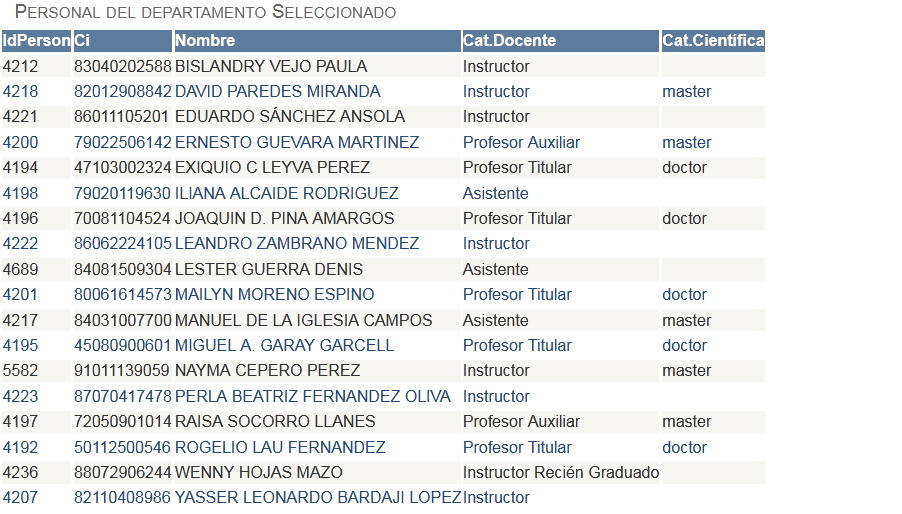 PERSONAL DEL DEPARTAMENTO SELECCIONADO
IdPerson Ci Nombre Cat.Docente Cat.Científica
4212 83040202588 BISLANDRY VEJO PAULA Instructor
4218 82012908842 DAVID PAREDES MIRANDA Instructor master
4221 86011105201 EDUARDO SÁNCHEZ ANSOLA Instructor
4200 79022506142 ERNESTO GUEVARA MARTINEZ Profesor Auxiliar master
4194 47103002324 EXIQUIO C LEYVA PEREZ Profesor Titular doctor
4198 79020119630 ILIANA ALCAIDE RODRIGUEZ Asistente
4196 70081104524 JOAQUIN D. PINA AMARGOS Profesor Titular doctor
4222 86062224105 LEANDRO ZAMBRANO MENDEZ Instructor
4689 84081509304 LESTER GUERRA DENIS Asistente
4201 80061614573 MAILYN MORENO ESPINO Profesor Titular doctor
4217 84031007700 MANUEL DE LA IGLESIA CAMPOS Asistente master
4195 45080900601 MIGUEL A. GARAY GARCELL Profesor Titular doctor
5582 91011139059 NAYMA CEPERO PEREZ Instructor master
4223 87070417478 PERLA BEATRIZ FERNANDEZ OLIVA Instructor
4197 72050901014 RAISA SOCORRO LLANES Profesor Auxiliar master
4192 50112500546 ROGELIO LAU FERNANDEZ Profesor Titular doctor
4236 88072906244 WENNY HOJAS MAZO Instructor Recién Graduado
4207 82110408986 YASSER LEONARDO BARDAJI LOPEZ Instructor